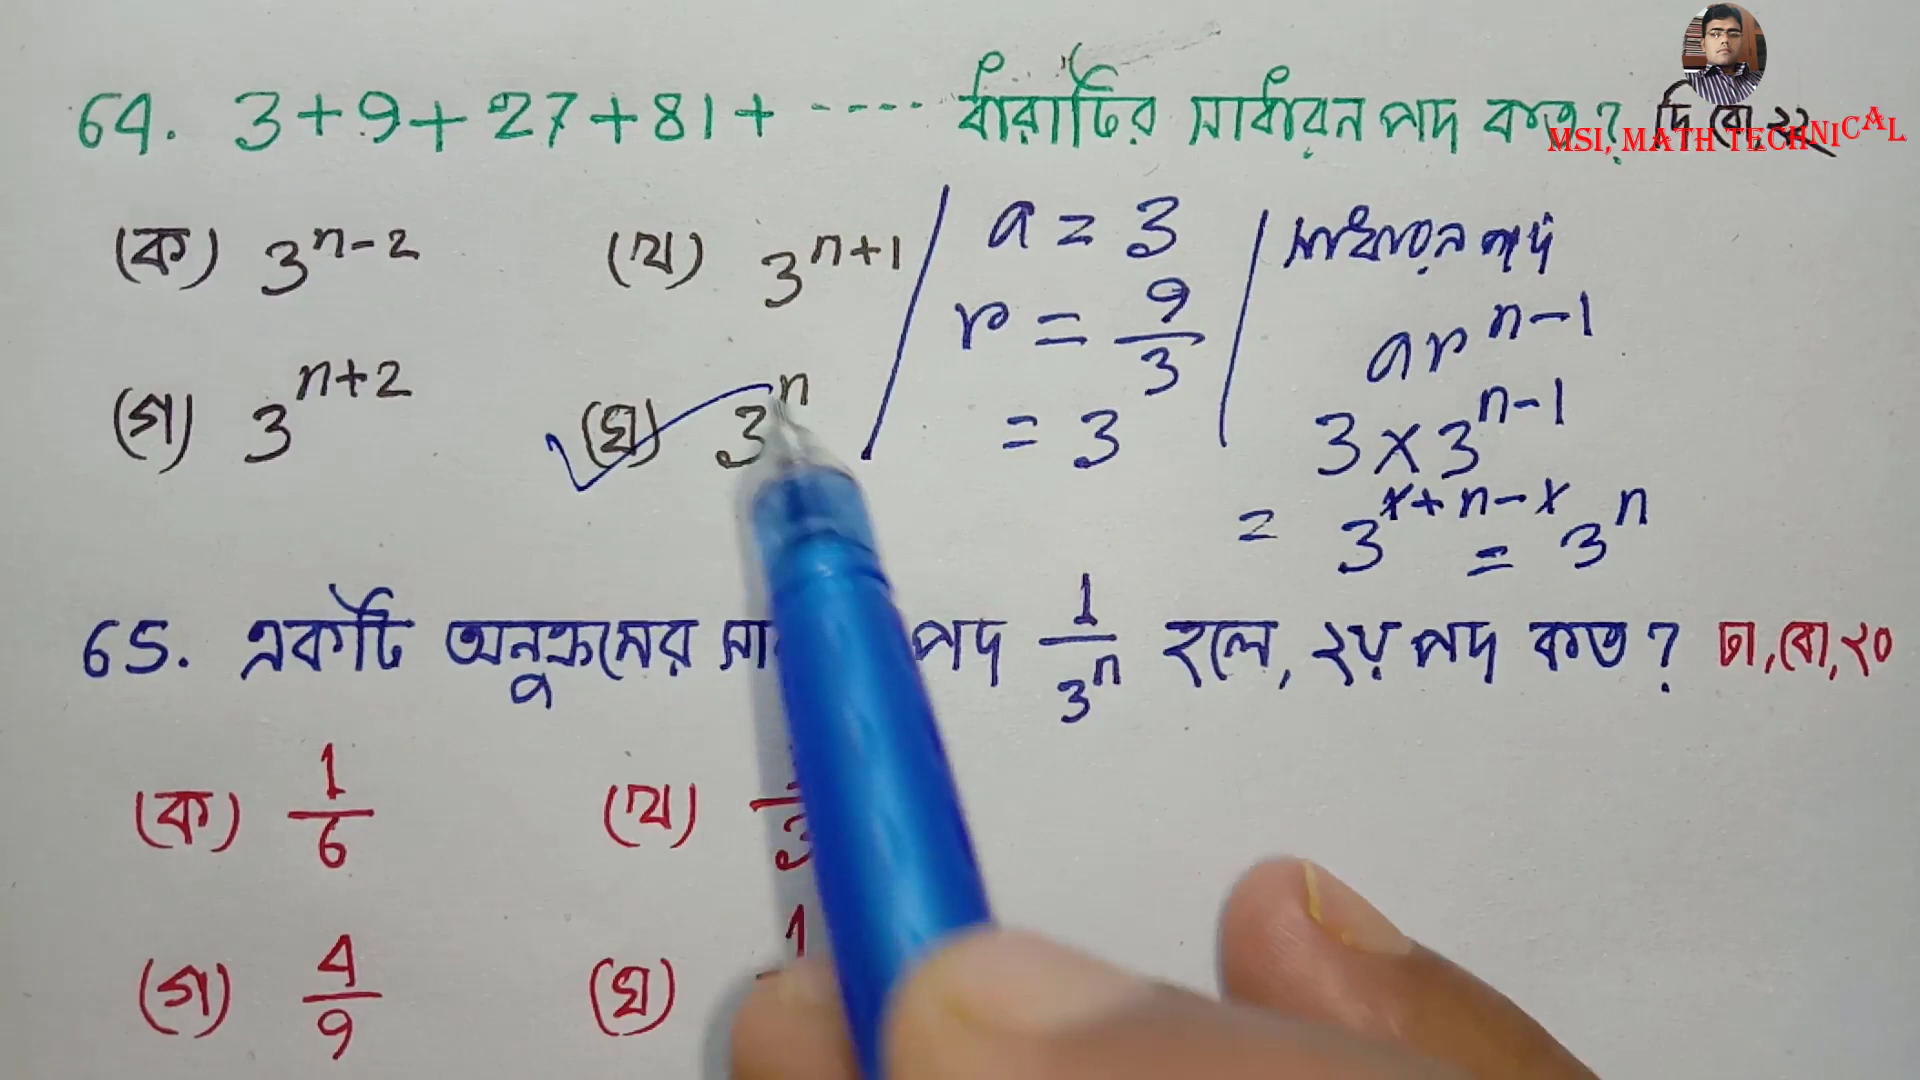 64. 3+9+27+81+ ---- ধারাটির সাধারন পদ কত? দি, বো, ২২
MSI, MATH TECHNICAL
(ক) 3^{n-2} (খ) 3^{n+1}
(গ) 3^{n+2} (ঘ) 3^n
a = 3
r = 9/3
= 3
সাধারন পদ
ar^{n-1}
3×3^{n-1}
= 3^{1+n-1} = 3^n
65. একটি অনুক্রমের পদ 1/3^n হলে, ২য় পদ কত? ঢা, বো, ২০
(ক) 1/6 (খ)
(গ) 4/9 (ঘ)